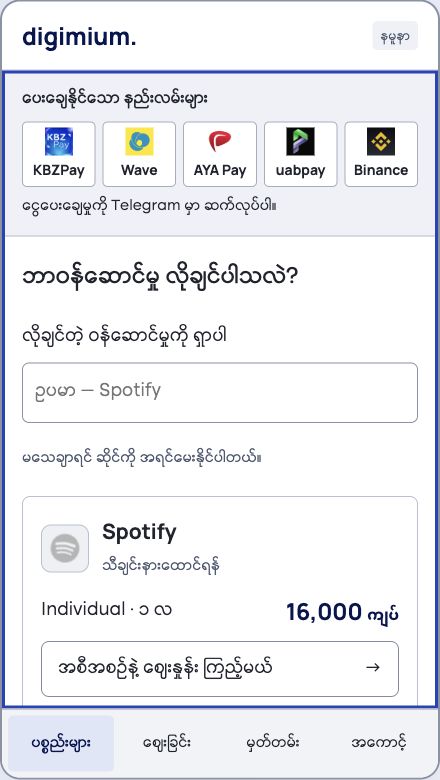 digimium.
နမူနာ
ပေးချေနိုင်သော နည်းလမ်းများ
KBZ Pay
KBZPay
Wave
AYA Pay
uabpay
Binance
ငွေပေးချေမှုကို Telegram မှာ ဆက်လုပ်ပါ။
ဘာဝန်ဆောင်မှု လိုချင်ပါသလဲ?
လိုချင်တဲ့ ဝန်ဆောင်မှုကို ရှာပါ
ဥပမာ — Spotify
မသေချာရင် ဆိုင်ကို အရင်မေးနိုင်ပါတယ်။
Spotify
သီချင်းနားထောင်ရန်
Individual · ၁ လ
16,000 ကျပ်
အစီအစဉ်နဲ့ ဈေးနှုန်း ကြည့်မယ် →
ပစ္စည်းများ
ဈေးခြင်း
မှတ်တမ်း
အကောင့်